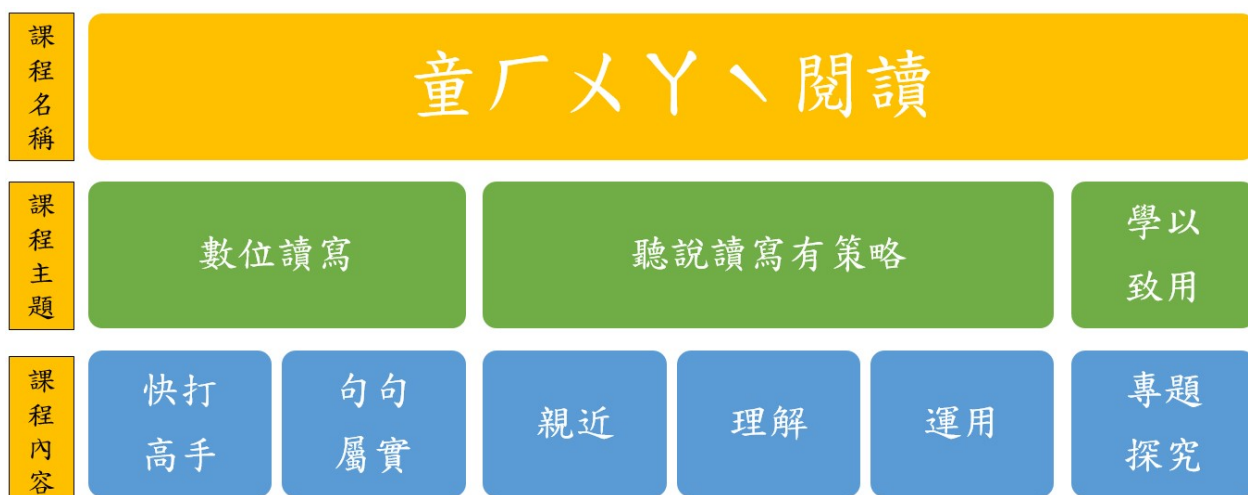 課程名稱
童ㄏㄨㄚˋ閱讀
課程主題
數位讀寫
聽說讀寫有策略
學以
致用
課程內容
快打
高手
句句
屬實
親近
理解
運用
專題
探究